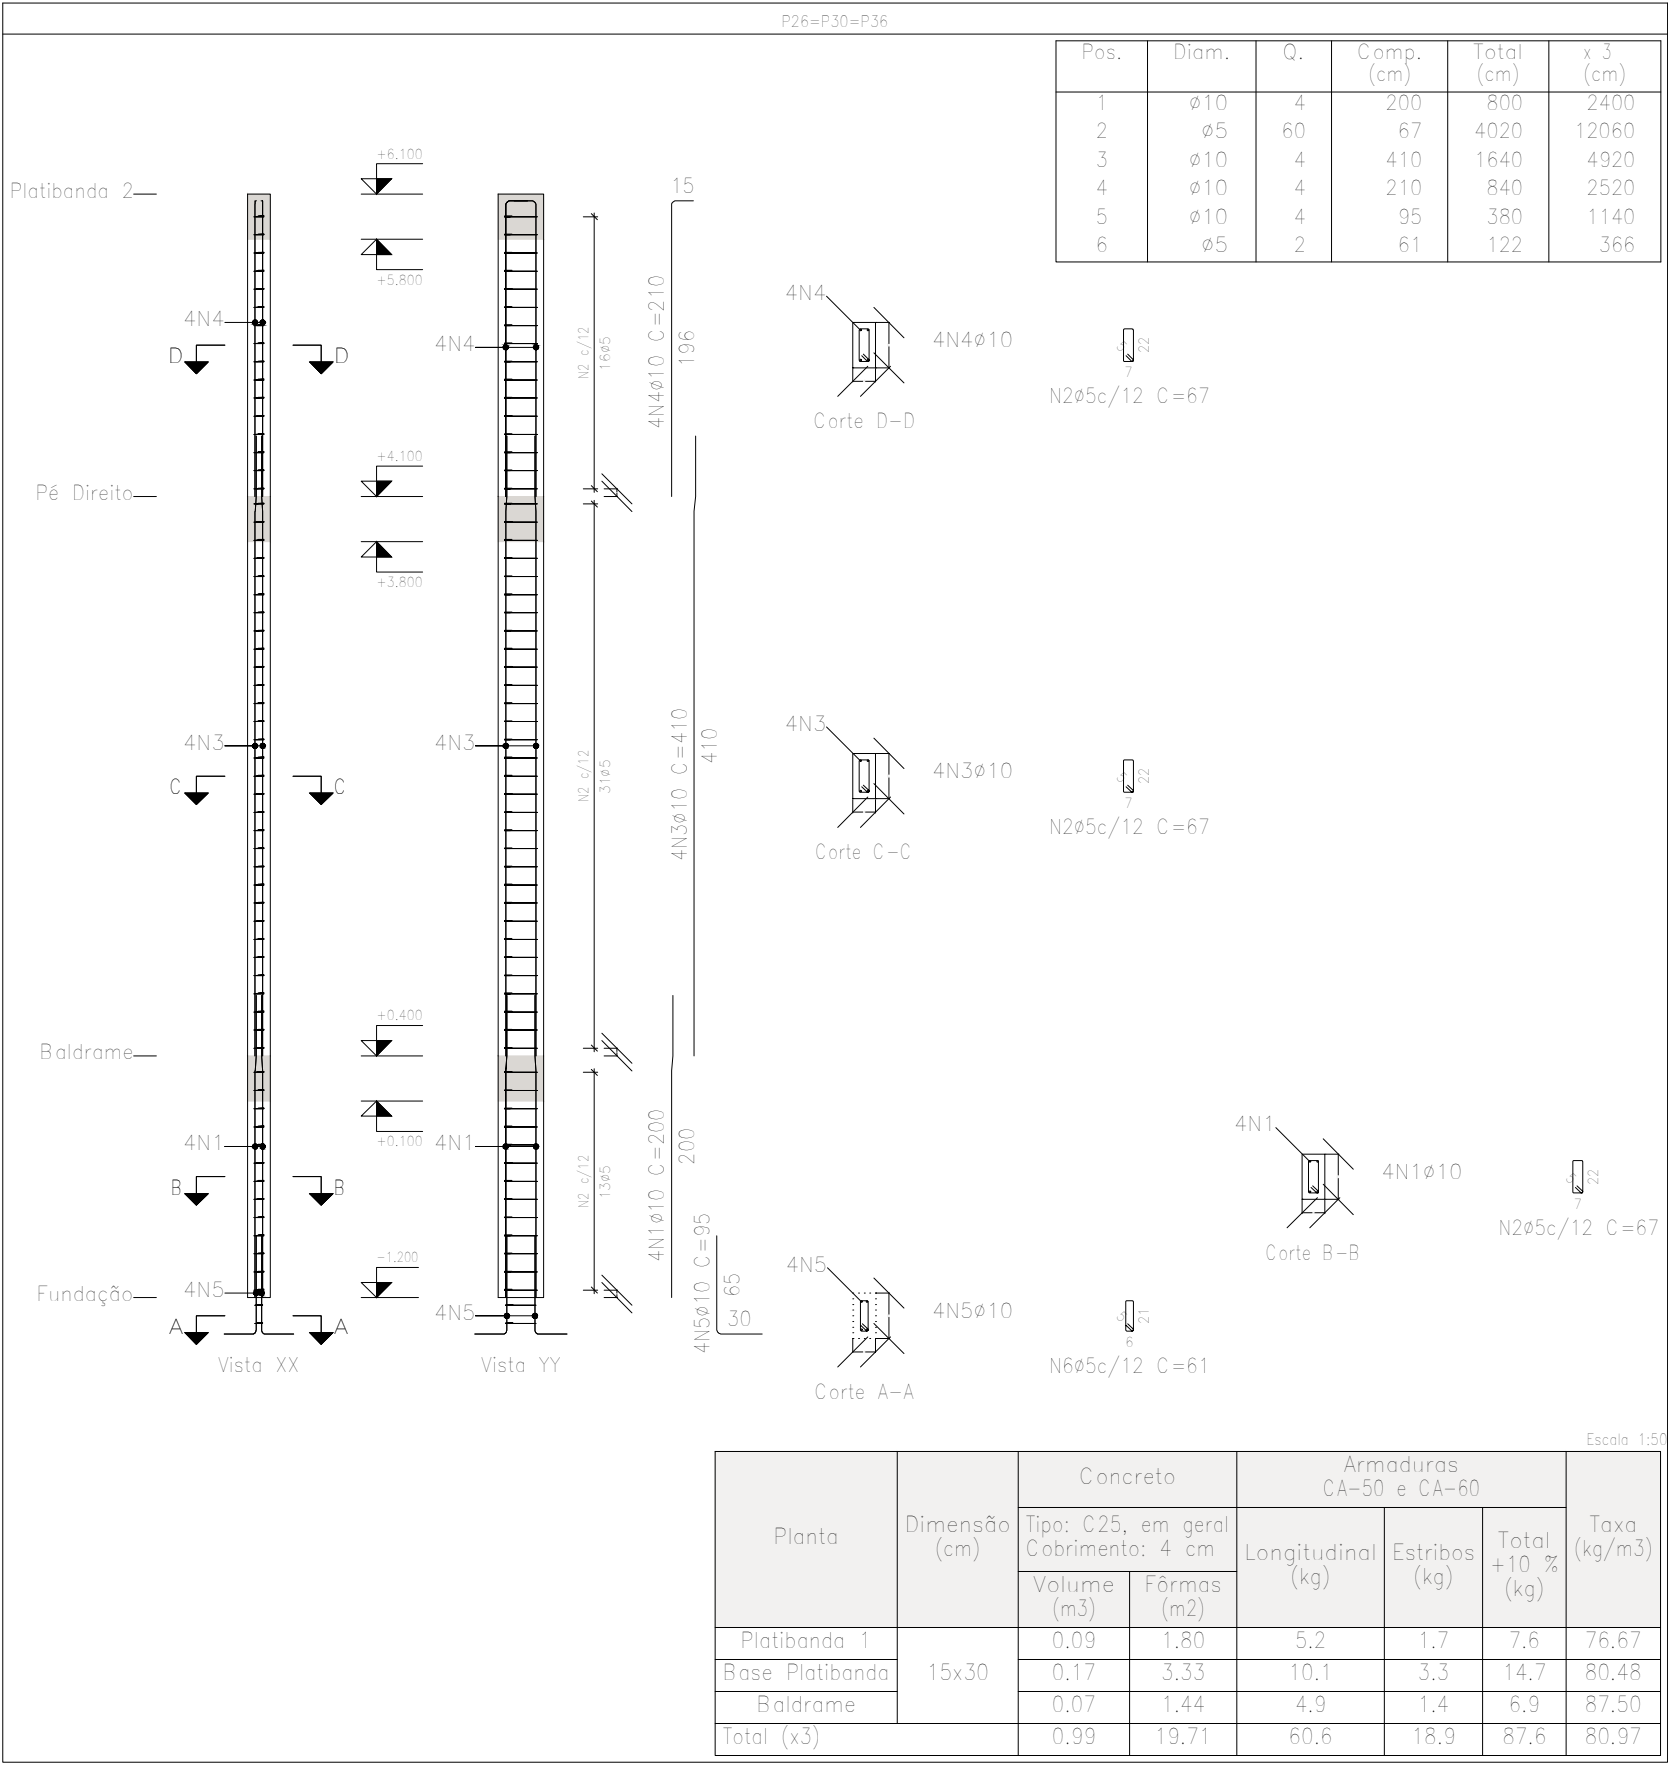 P26=P30=P36
Pos. Diam. Q. Comp. (cm) Total (cm) x 3 (cm)
1 ø10 4 200 800 2400
2 ø5 60 67 4020 12060
3 ø10 4 410 1640 4920
4 ø10 4 210 840 2520
5 ø10 4 95 380 1140
6 ø5 2 61 122 366
Platibanda 2
+6.100
+5.800
15
4N4
D D
4N4
N2 c/12
16ø5
4N4ø10 C=210
196
4N4
4N4ø10
Corte D-D
22
7
N2ø5c/12 C=67
Pé Direito
+4.100
+3.800
4N3
C C
4N3
N2 c/12
31ø5
4N3ø10 C=410
410
4N3
4N3ø10
Corte C-C
22
7
N2ø5c/12 C=67
Baldrame
+0.400
+0.100
4N1
B B
4N1
N2 c/12
13ø5
4N1ø10 C=200
200
4N1
4N1ø10
Corte B-B
22
7
N2ø5c/12 C=67
Fundação
-1.200
4N5
A A
4N5
4N5ø10 C=95
65
30
4N5
4N5ø10
Corte A-A
21
6
N6ø5c/12 C=61
Vista XX
Vista YY
Escala 1:50
Planta
Dimensão
(cm)
Concreto
Tipo: C25, em geral
Cobrimento: 4 cm
Volume
(m3)
Fôrmas
(m2)
Armaduras
CA-50 e CA-60
Longitudinal
(kg)
Estribos
(kg)
Total
+10 %
(kg)
Taxa
(kg/m3)
Platibanda 1 0.09 1.80 5.2 1.7 7.6 76.67
Base Platibanda 15x30 0.17 3.33 10.1 3.3 14.7 80.48
Baldrame 0.07 1.44 4.9 1.4 6.9 87.50
Total (x3) 0.99 19.71 60.6 18.9 87.6 80.97